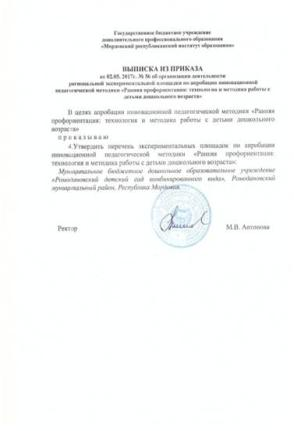 Государственное бюджетное учреждение
дополнительного профессионального образования
«Мордовский республиканский институт образования»
ВЫПИСКА ИЗ ПРИКАЗА
от 02.05. 2017г. № № об организации деятельности
региональной экспериментальной площадки по апробации инновационной
педагогической методики «Ранняя профориентация: технология и методика работы с
детьми дошкольного возраста»
В целях апробации инновационной педагогической методики «Ранняя
профориентация: технология и методика работы с детьми дошкольного
возраста»
приказываю
4.Утвердить перечень экспериментальных площадок по апробации
инновационной педагогической методики «Ранняя профориентация:
технология и методика работы с детьми дошкольного возраста»:
Муниципальное бюджетное дошкольное образовательное учреждение
«Ромодановский детский сад комбинированного вида», Ромодановский
муниципальный район, Республика Мордовия.
Ректор М.В. Антонова